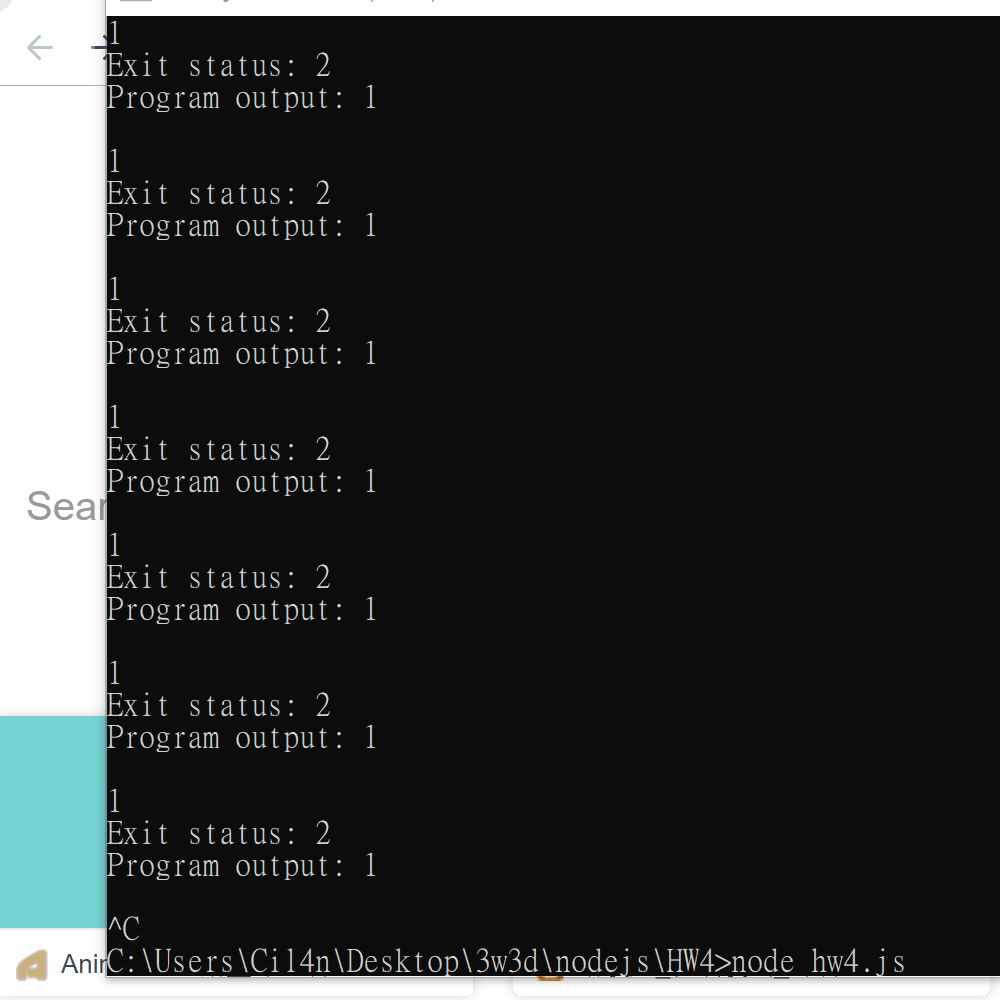 1
Exit status: 2
Program output: 1
1
Exit status: 2
Program output: 1
1
Exit status: 2
Program output: 1
1
Exit status: 2
Program output: 1
1
Exit status: 2
Program output: 1
1
Exit status: 2
Program output: 1
1
Exit status: 2
Program output: 1
^C
C:\Users\Cil4n\Desktop\3w3d\nodejs\HW4>node hw4.js
Sear
Anir